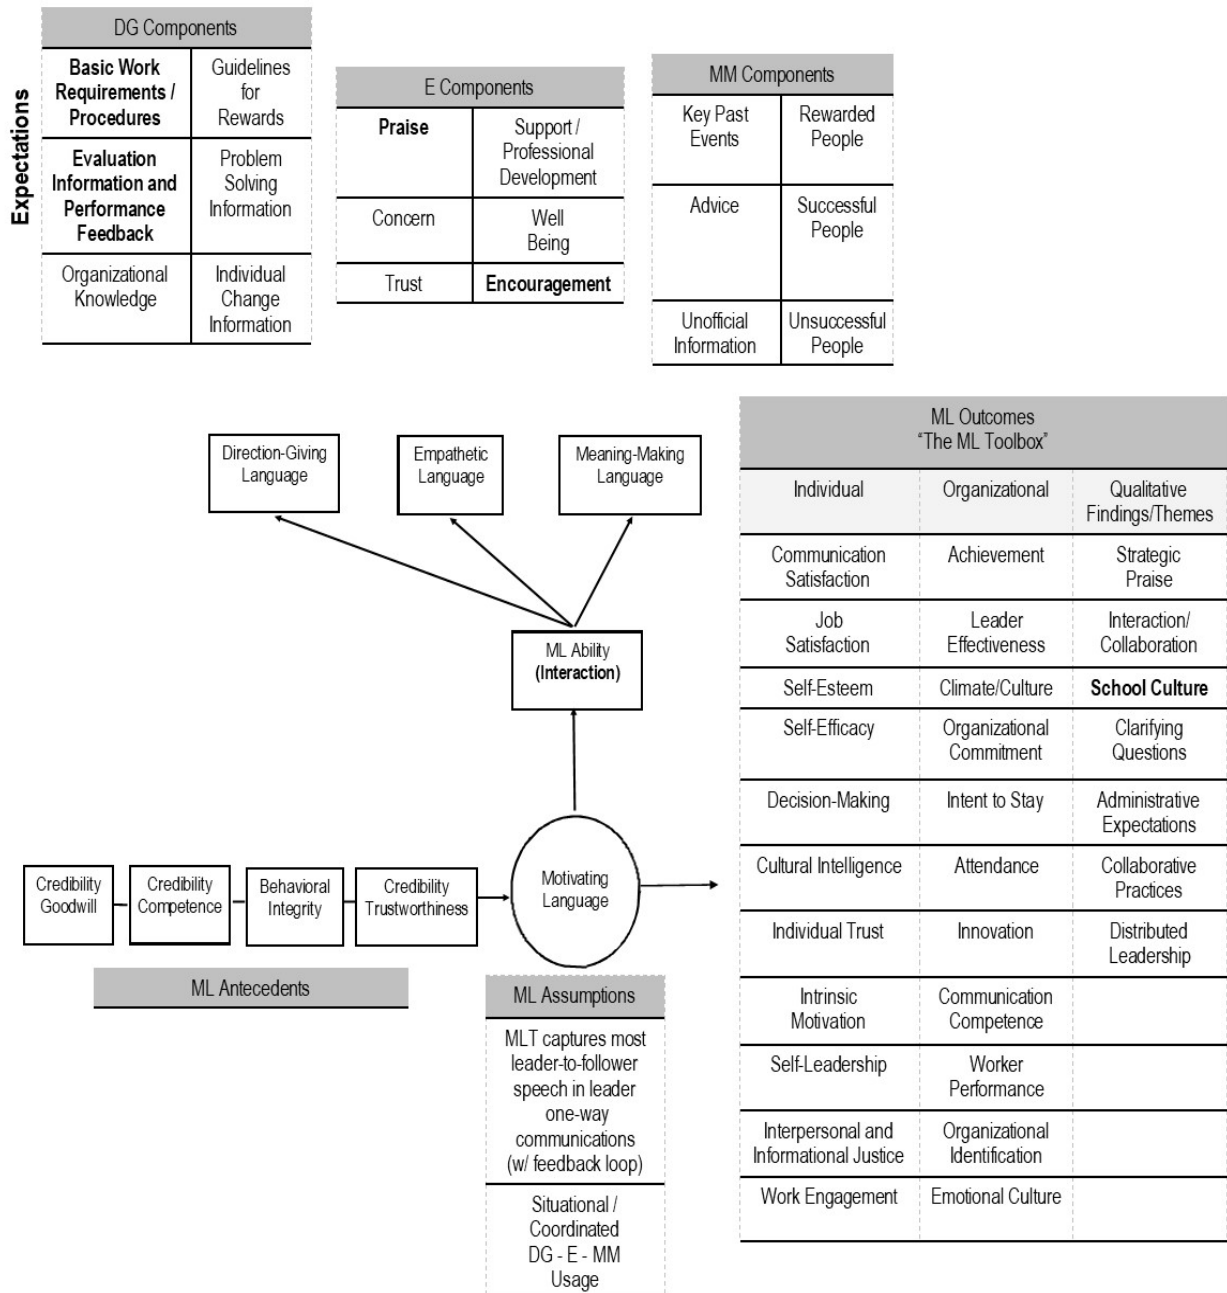 Expectations
DG Components
Basic Work
Requirements /
Procedures
Guidelines
for
Rewards
Evaluation
Information and
Performance
Feedback
Problem
Solving
Information
Organizational
Knowledge
Individual
Change
Information
E Components
Praise
Support /
Professional
Development
Concern
Well
Being
Trust
Encouragement
MM Components
Key Past
Events
Rewarded
People
Advice
Successful
People
Unofficial
Information
Unsuccessful
People
Direction-Giving
Language
Empathetic
Language
Meaning-Making
Language
ML Ability
(Interaction)
Credibility
Goodwill
Credibility
Competence
Behavioral
Integrity
Credibility
Trustworthiness
Motivating
Language
ML Antecedents
ML Assumptions
MLT captures most
leader-to-follower
speech in leader
one-way
communications
(w/ feedback loop)
Situational /
Coordinated
DG - E - MM
Usage
ML Outcomes
“The ML Toolbox”
Individual
Organizational
Qualitative
Findings/Themes
Communication
Satisfaction
Achievement
Strategic
Praise
Job
Satisfaction
Leader
Effectiveness
Interaction/
Collaboration
Self-Esteem
Climate/Culture
School Culture
Self-Efficacy
Organizational
Commitment
Clarifying
Questions
Decision-Making
Intent to Stay
Administrative
Expectations
Cultural Intelligence
Attendance
Collaborative
Practices
Individual Trust
Innovation
Distributed
Leadership
Intrinsic
Motivation
Communication
Competence
Self-Leadership
Worker
Performance
Interpersonal and
Informational Justice
Organizational
Identification
Work Engagement
Emotional Culture